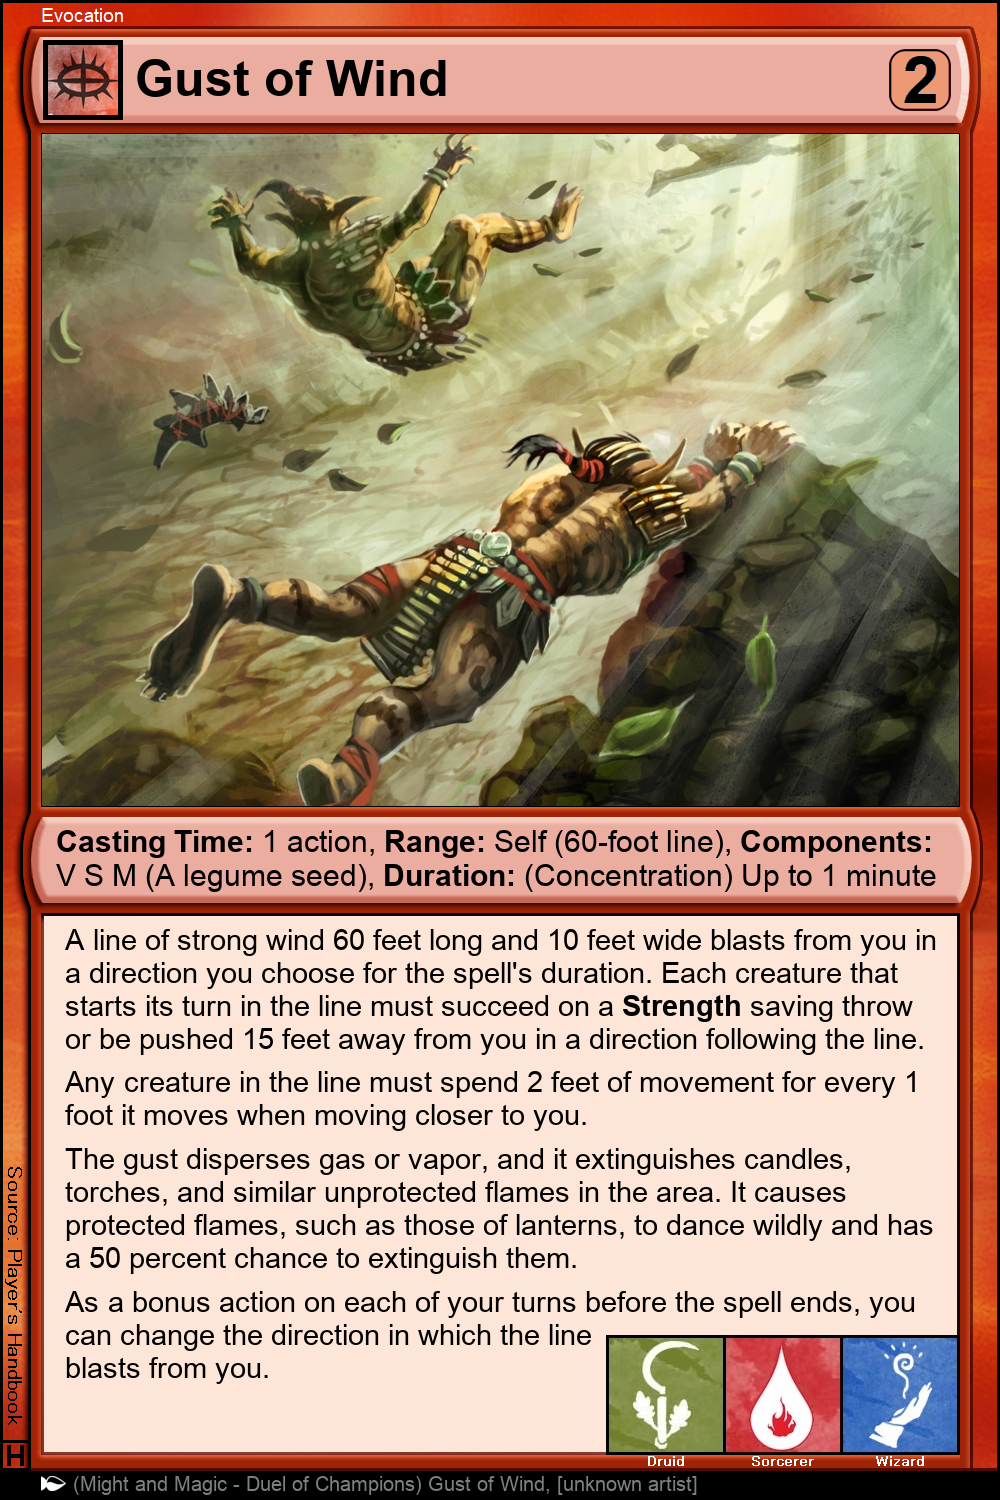 Evocation
Gust of Wind
2
Casting Time: 1 action, Range: Self (60-foot line), Components:
V S M (A legume seed), Duration: (Concentration) Up to 1 minute
A line of strong wind 60 feet long and 10 feet wide blasts from you in
a direction you choose for the spell's duration. Each creature that
starts its turn in the line must succeed on a Strength saving throw
or be pushed 15 feet away from you in a direction following the line.
Any creature in the line must spend 2 feet of movement for every 1
foot it moves when moving closer to you.
The gust disperses gas or vapor, and it extinguishes candles,
torches, and similar unprotected flames in the area. It causes
protected flames, such as those of lanterns, to dance wildly and has
a 50 percent chance to extinguish them.
As a bonus action on each of your turns before the spell ends, you
can change the direction in which the line
blasts from you.
Druid
Sorcerer
Wizard
Source: Player's Handbook
H
(Might and Magic - Duel of Champions) Gust of Wind, [unknown artist]